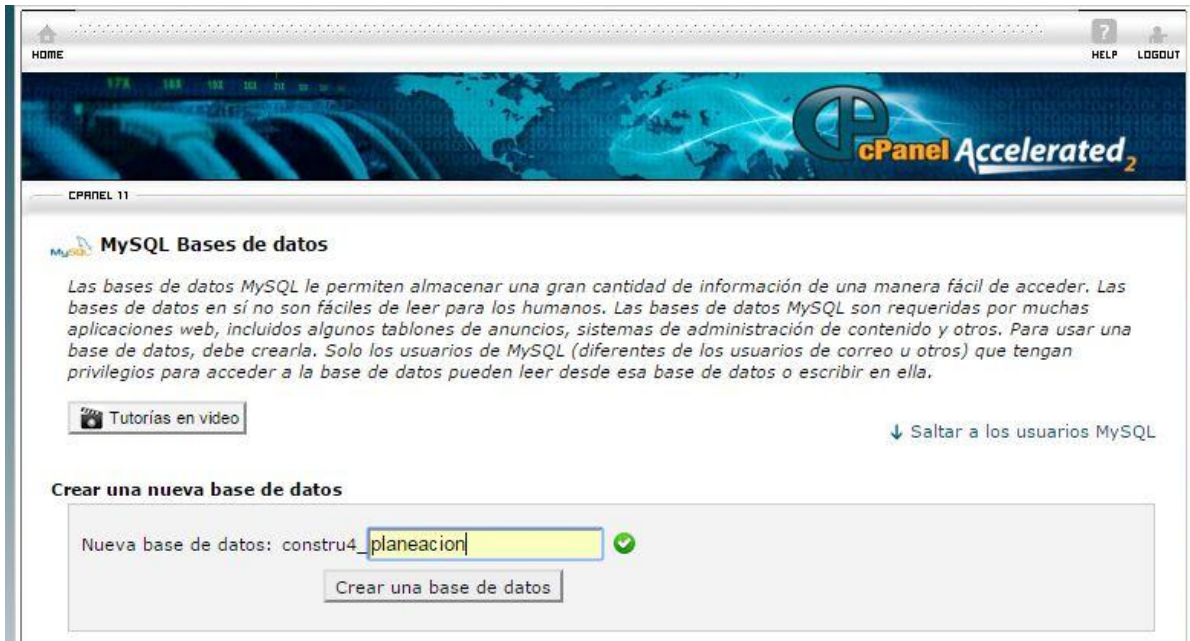 HOME
HELP
LOGOUT
cPanel Accelerated2
CPANEL 11
MySQL MySQL Bases de datos
Las bases de datos MySQL le permiten almacenar una gran cantidad de información de una manera fácil de acceder. Las
bases de datos en sí no son fáciles de leer para los humanos. Las bases de datos MySQL son requeridas por muchas
aplicaciones web, incluidos algunos tablones de anuncios, sistemas de administración de contenido y otros. Para usar una
base de datos, debe crearla. Solo los usuarios de MySQL (diferentes de los usuarios de correo u otros) que tengan
privilegios para acceder a la base de datos pueden leer desde esa base de datos o escribir en ella.
Tutorías en video
↓ Saltar a los usuarios MySQL
Crear una nueva base de datos
Nueva base de datos: constru4_planeacion
Crear una base de datos